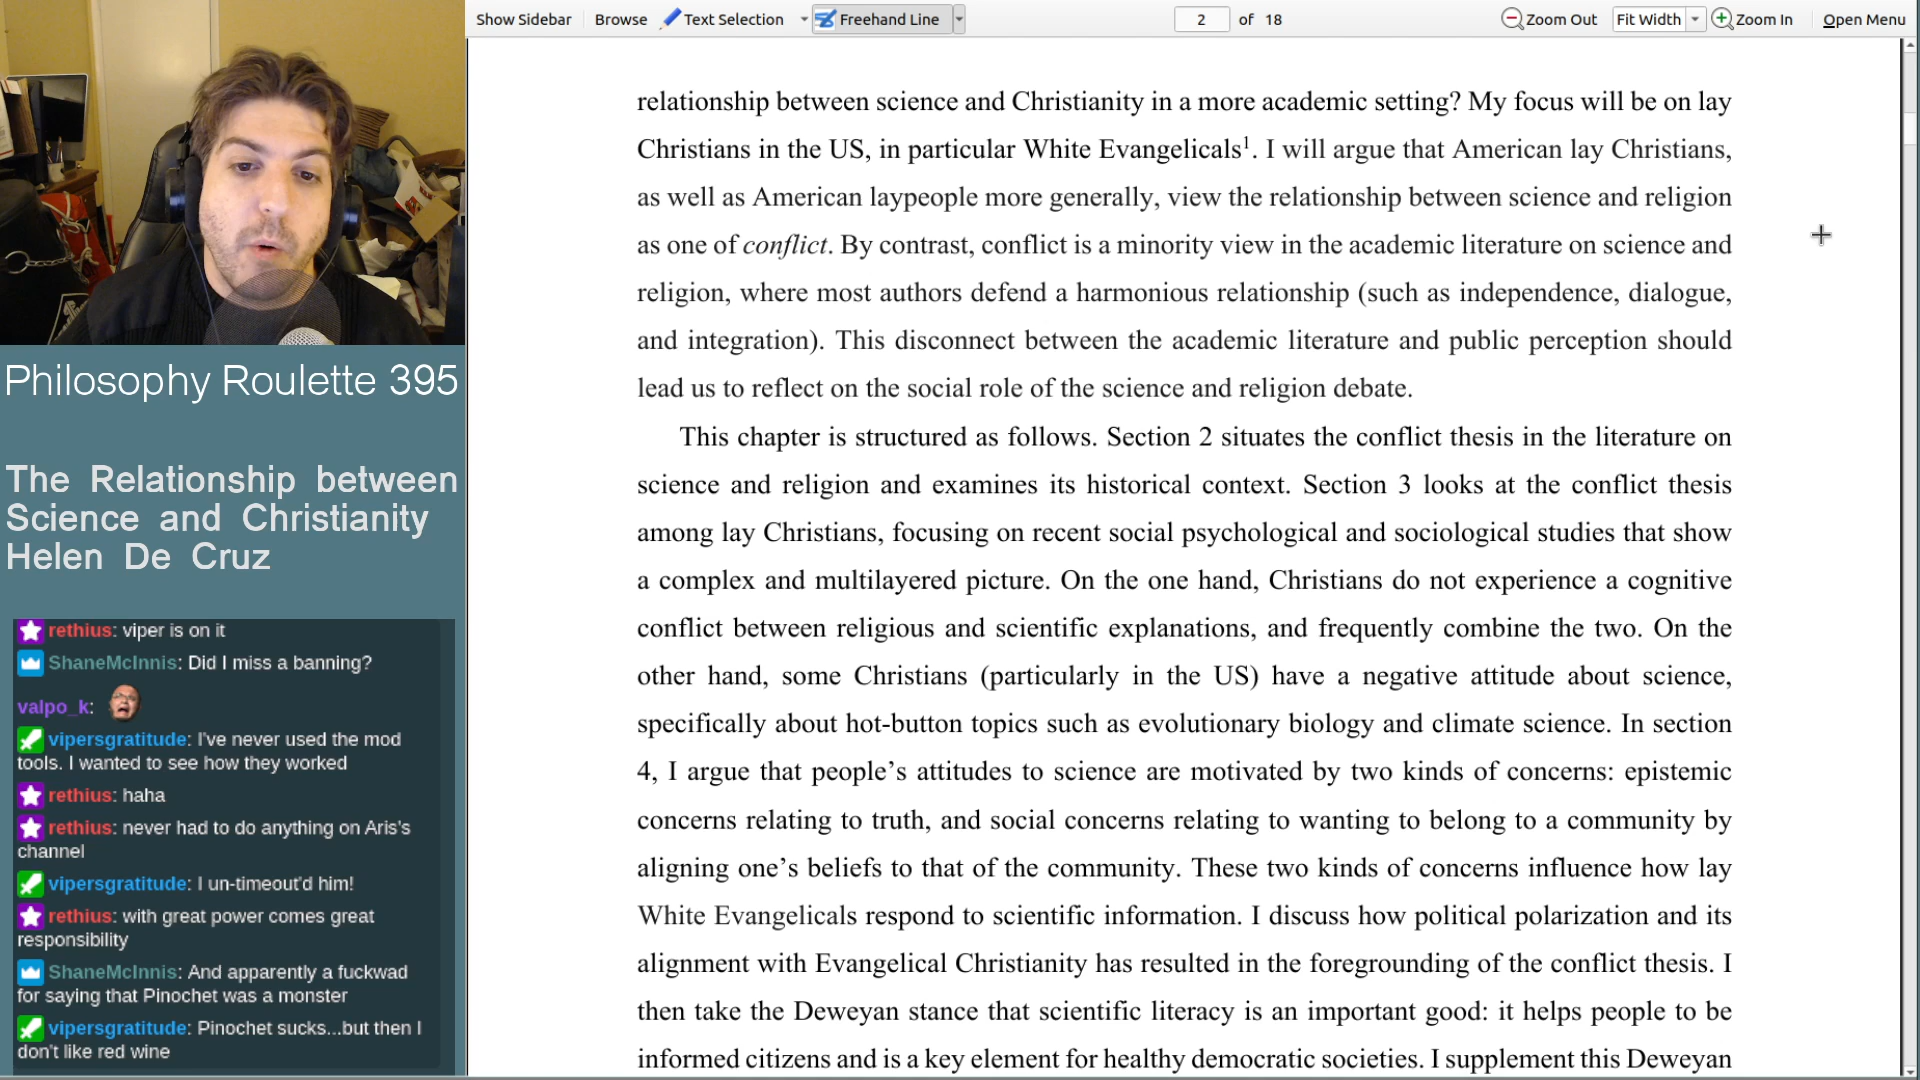 Show Sidebar Browse Text Selection Freehand Line 2 of 18 Zoom Out Fit Width Zoom In Open Menu
relationship between science and Christianity in a more academic setting? My focus will be on lay
Christians in the US, in particular White Evangelicals¹. I will argue that American lay Christians,
as well as American laypeople more generally, view the relationship between science and religion
as one of conflict. By contrast, conflict is a minority view in the academic literature on science and
religion, where most authors defend a harmonious relationship (such as independence, dialogue,
and integration). This disconnect between the academic literature and public perception should
lead us to reflect on the social role of the science and religion debate.
This chapter is structured as follows. Section 2 situates the conflict thesis in the literature on
science and religion and examines its historical context. Section 3 looks at the conflict thesis
among lay Christians, focusing on recent social psychological and sociological studies that show
a complex and multilayered picture. On the one hand, Christians do not experience a cognitive
conflict between religious and scientific explanations, and frequently combine the two. On the
other hand, some Christians (particularly in the US) have a negative attitude about science,
specifically about hot-button topics such as evolutionary biology and climate science. In section
4, I argue that people's attitudes to science are motivated by two kinds of concerns: epistemic
concerns relating to truth, and social concerns relating to wanting to belong to a community by
aligning one's beliefs to that of the community. These two kinds of concerns influence how lay
White Evangelicals respond to scientific information. I discuss how political polarization and its
alignment with Evangelical Christianity has resulted in the foregrounding of the conflict thesis. I
then take the Deweyan stance that scientific literacy is an important good: it helps people to be
informed citizens and is a key element for healthy democratic societies. I supplement this Deweyan
Philosophy Roulette 395
The Relationship between
Science and Christianity
Helen De Cruz
rethius: viper is on it
ShaneMcInnis: Did I miss a banning?
valpo_k:
vipersgratitude: I've never used the mod
tools. I wanted to see how they worked
rethius: haha
rethius: never had to do anything on Aris's
channel
vipersgratitude: I un-timeout'd him!
rethius: with great power comes great
responsibility
ShaneMcInnis: And apparently a fuckwad
for saying that Pinochet was a monster
vipersgratitude: Pinochet sucks...but then I
don't like red wine